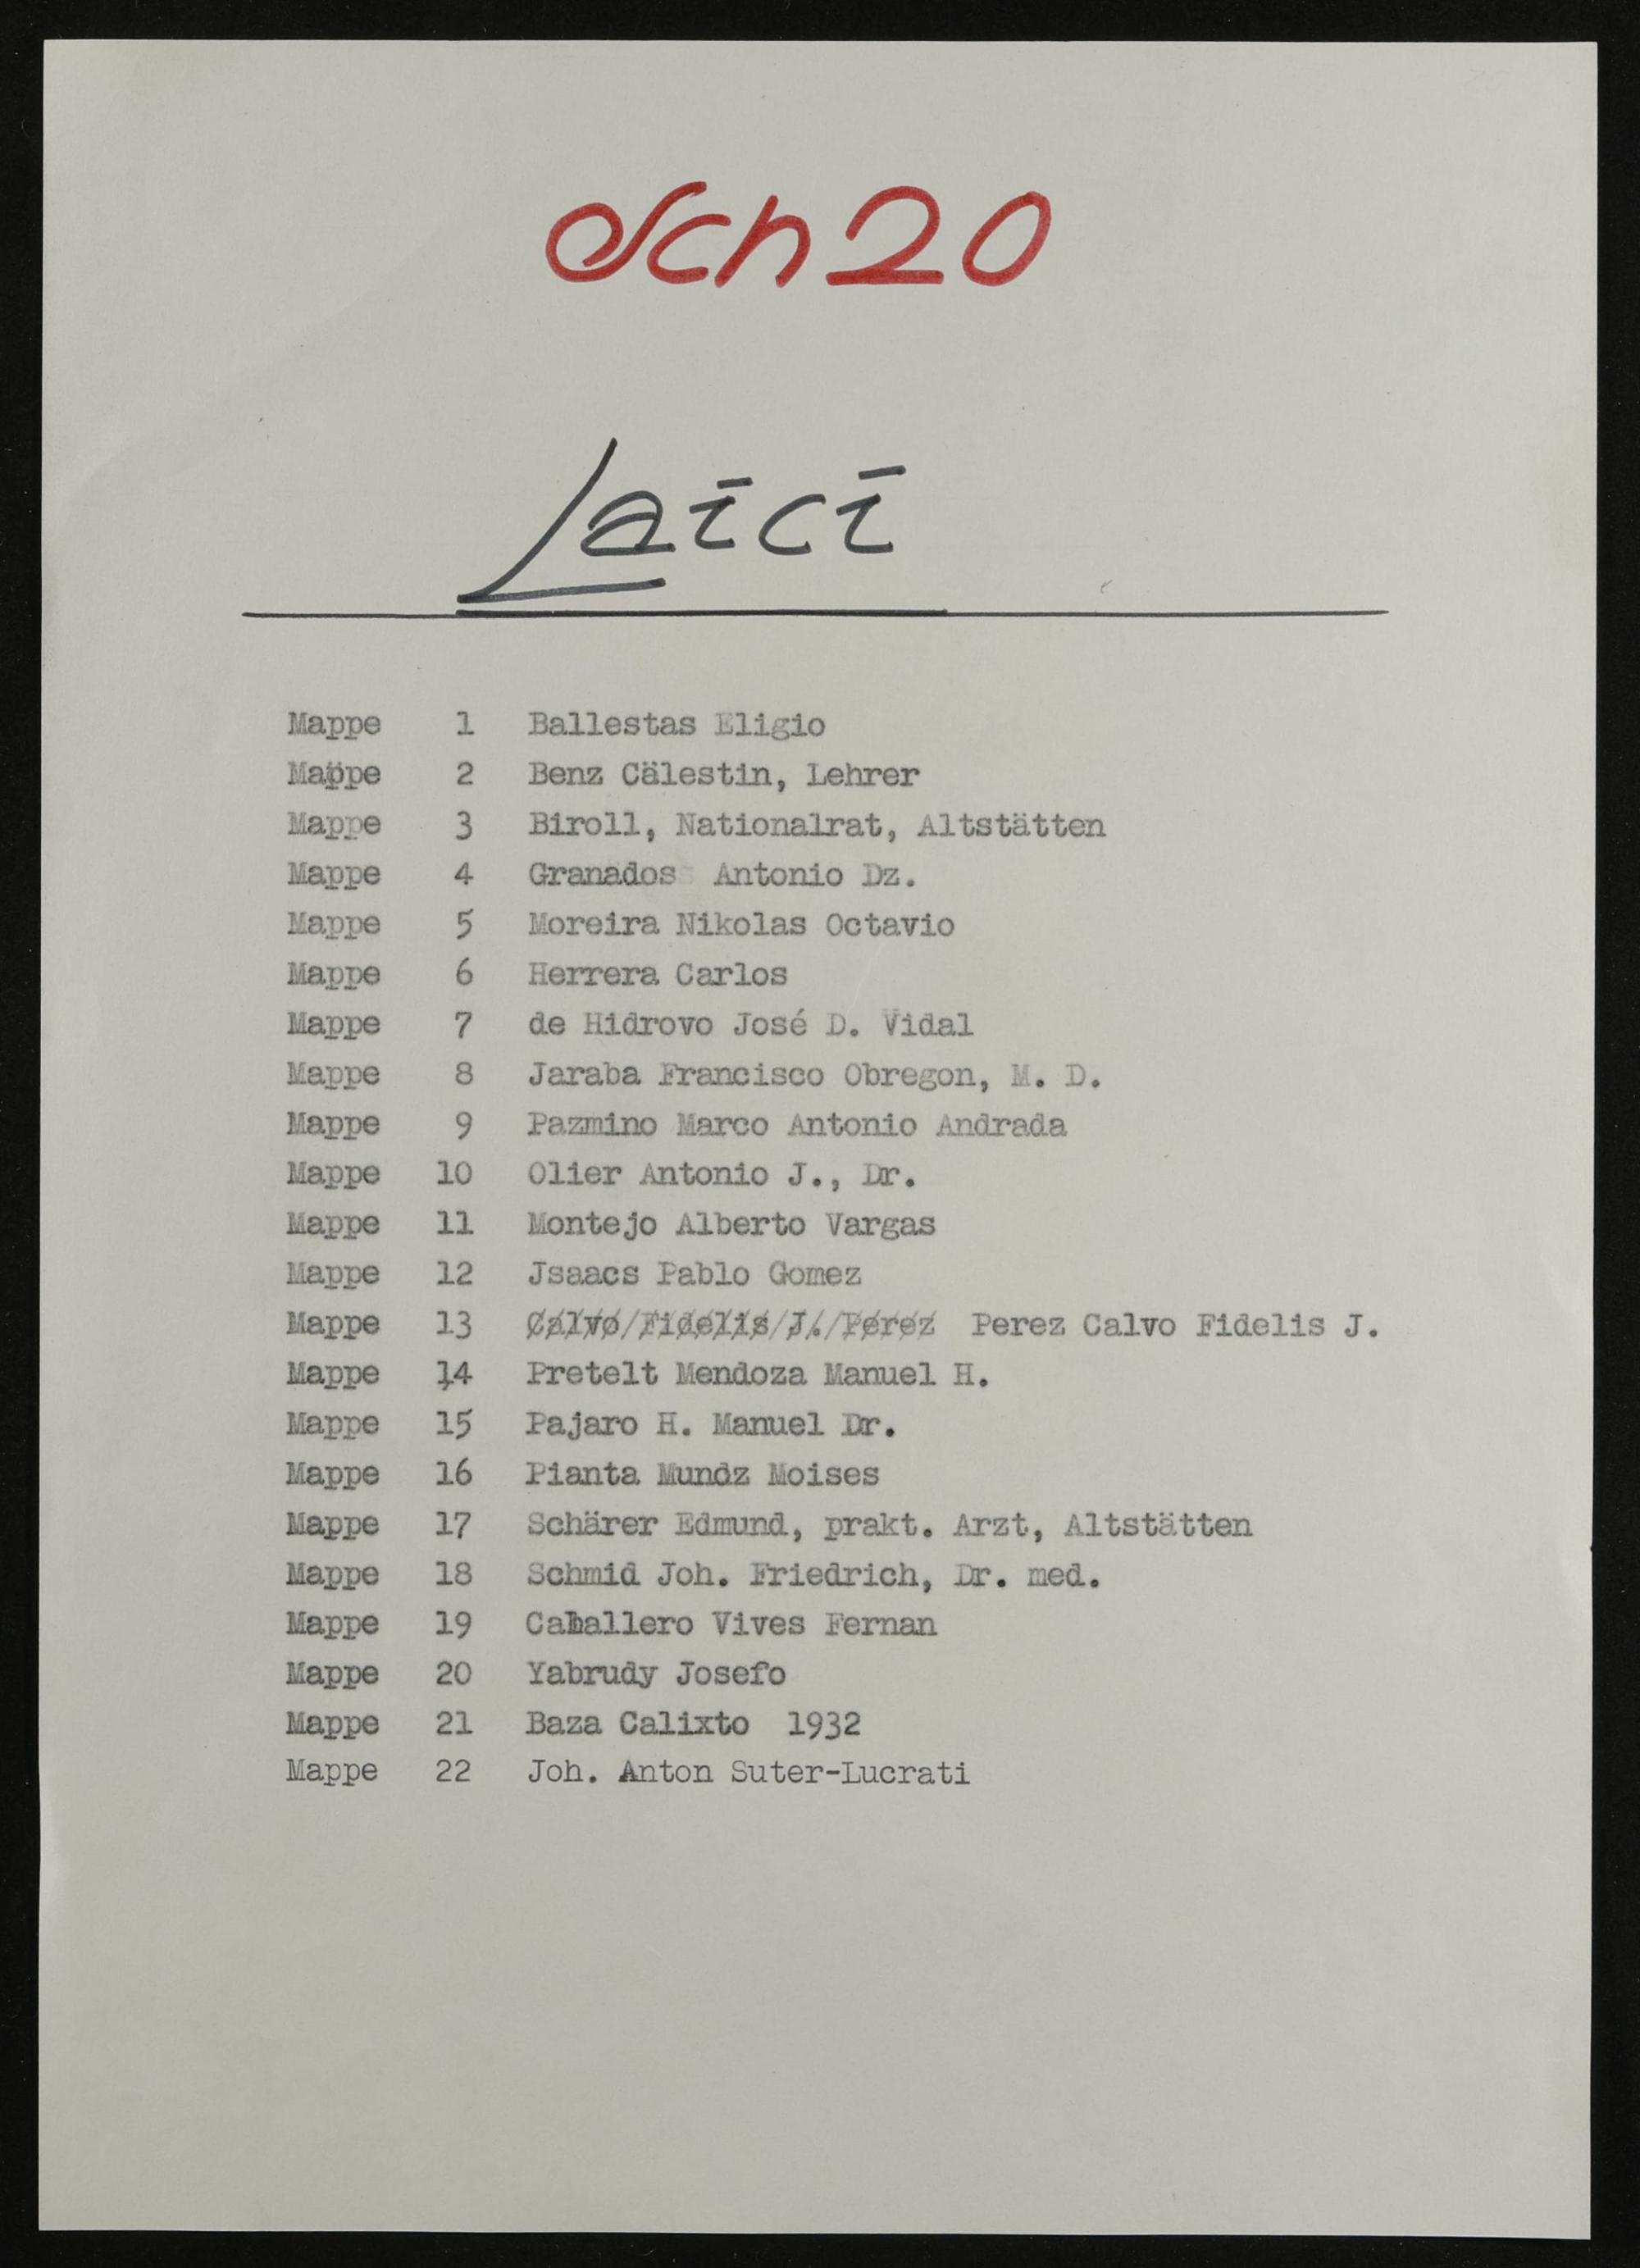 Sch 20
Laici
Mappe 1 Ballestas Eligio
Mappe 2 Benz Cälestin, Lehrer
Mappe 3 Biroll, Nationalrat, Altstätten
Mappe 4 Granados Antonio Dz.
Mappe 5 Moreira Nikolas Octavio
Mappe 6 Herrera Carlos
Mappe 7 de Hidrovo José D. Vidal
Mappe 8 Jaraba Francisco Obregon, M. D.
Mappe 9 Pazmino Marco Antonio Andrada
Mappe 10 Olier Antonio J., Dr.
Mappe 11 Montejo Alberto Vargas
Mappe 12 Jsaacs Pablo Gomez
Mappe 13 Calvo Fidelis J. Perez Perez Calvo Fidelis J.
Mappe 14 Pretelt Mendoza Manuel H.
Mappe 15 Pajaro H. Manuel Dr.
Mappe 16 Pianta Mundz Moises
Mappe 17 Schärer Edmund, prakt. Arzt, Altstätten
Mappe 18 Schmid Joh. Friedrich, Dr. med.
Mappe 19 Caballero Vives Fernan
Mappe 20 Yabrudy Josefo
Mappe 21 Baza Calixto 1932
Mappe 22 Joh. Anton Suter-Lucrati